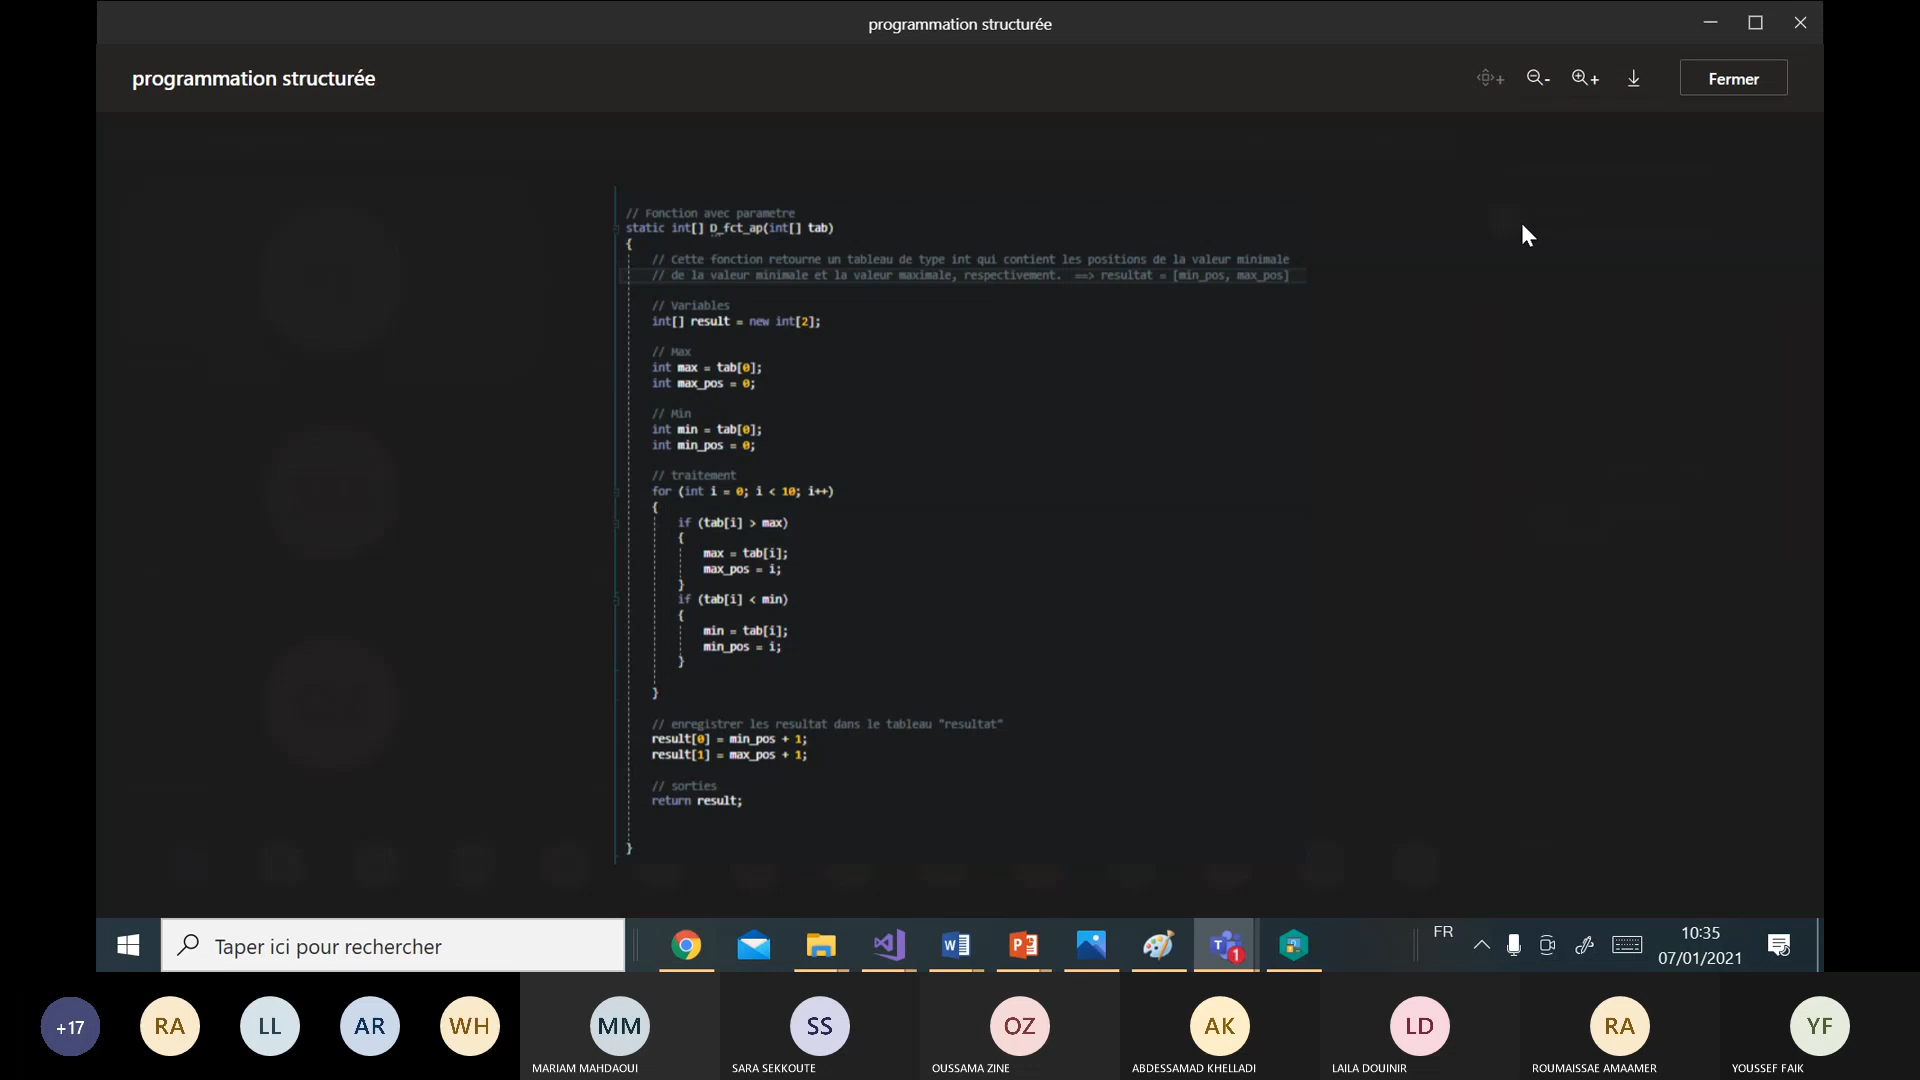 programmation structurée
programmation structurée
Fermer
// Fonction avec parametre
static int[] D_fct_ap(int[] tab)
{
// Cette fonction retourne un tableau de type int qui contient les positions de la valeur minimale
// de la valeur minimale et la valeur maximale, respectivement. ==> resultat = [min_pos, max_pos]
// Variables
int[] result = new int[2];
// Max
int max = tab[0];
int max_pos = 0;
// Min
int min = tab[0];
int min_pos = 0;
// traitement
for (int i = 0; i < 10; i++)
{
if (tab[i] > max)
{
max = tab[i];
max_pos = i;
}
if (tab[i] < min)
{
min = tab[i];
min_pos = i;
}
}
// enregistrer les resultat dans le tableau "resultat"
result[0] = min_pos + 1;
result[1] = max_pos + 1;
// sorties
return result;
}
Taper ici pour rechercher
FR
10:35
07/01/2021
+17
RA
LL
AR
WH
MM
SS
OZ
AK
LD
RA
YF
MARIAM MAHDAOUI
SARA SEKKOUTE
OUSSAMA ZINE
ABDESSAMAD KHELLADI
LAILA DOUINIR
ROUMAISSAE AMAAMER
YOUSSEF FAIK